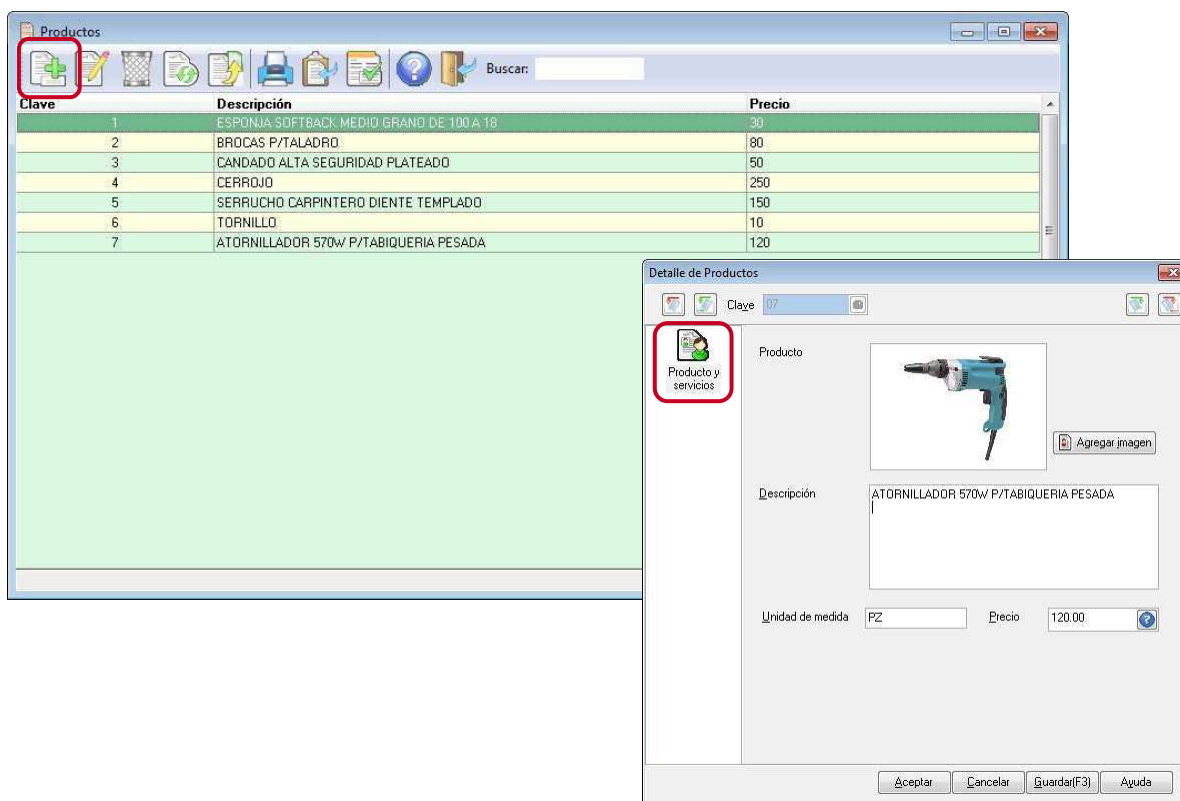 Productos
Buscar:
Clave Descripción Precio
1 ESPONJA SOFTBACK MEDIO GRANO DE 100 A 18 30
2 BROCAS P/TALADRO 80
3 CANDADO ALTA SEGURIDAD PLATEADO 50
4 CERROJO 250
5 SERRUCHO CARPINTERO DIENTE TEMPLADO 150
6 TORNILLO 10
7 ATORNILLADOR 570W P/TABIQUERIA PESADA 120
Detalle de Productos
Clave 07
Producto y
servicios
Producto
Agregar imagen
Descripción ATORNILLADOR 570W P/TABIQUERIA PESADA
Unidad de medida PZ Precio 120.00
Aceptar Cancelar Guardar(F3) Ayuda